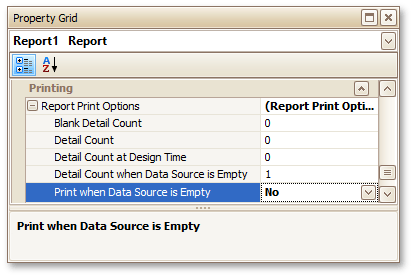 Property Grid
Report1 Report
A
Z
Printing
Report Print Options (Report Print Opti...
Blank Detail Count 0
Detail Count 0
Detail Count at Design Time 0
Detail Count when Data Source is Empty 1
Print when Data Source is Empty No
Print when Data Source is Empty